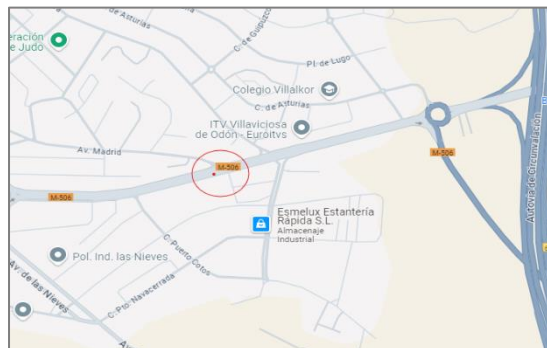 de Asturias
C. de Guipúzcoa
eración
de Judo
Pl. de Lugo
Colegio Villalkor
C. de Asturias
ITV Villaviciosa
de Odón - Euroitvs
Av. Madrid
M-506
M-506
M-506
Autovía de Circunvalación
Esmelux Estantería
Rápida S.L.
Almacenaje
Industrial
C. Puerto Cotos
Pol. Ind. las Nieves
Av. de las Nieves
C. Pto. Navacerrada
Av.